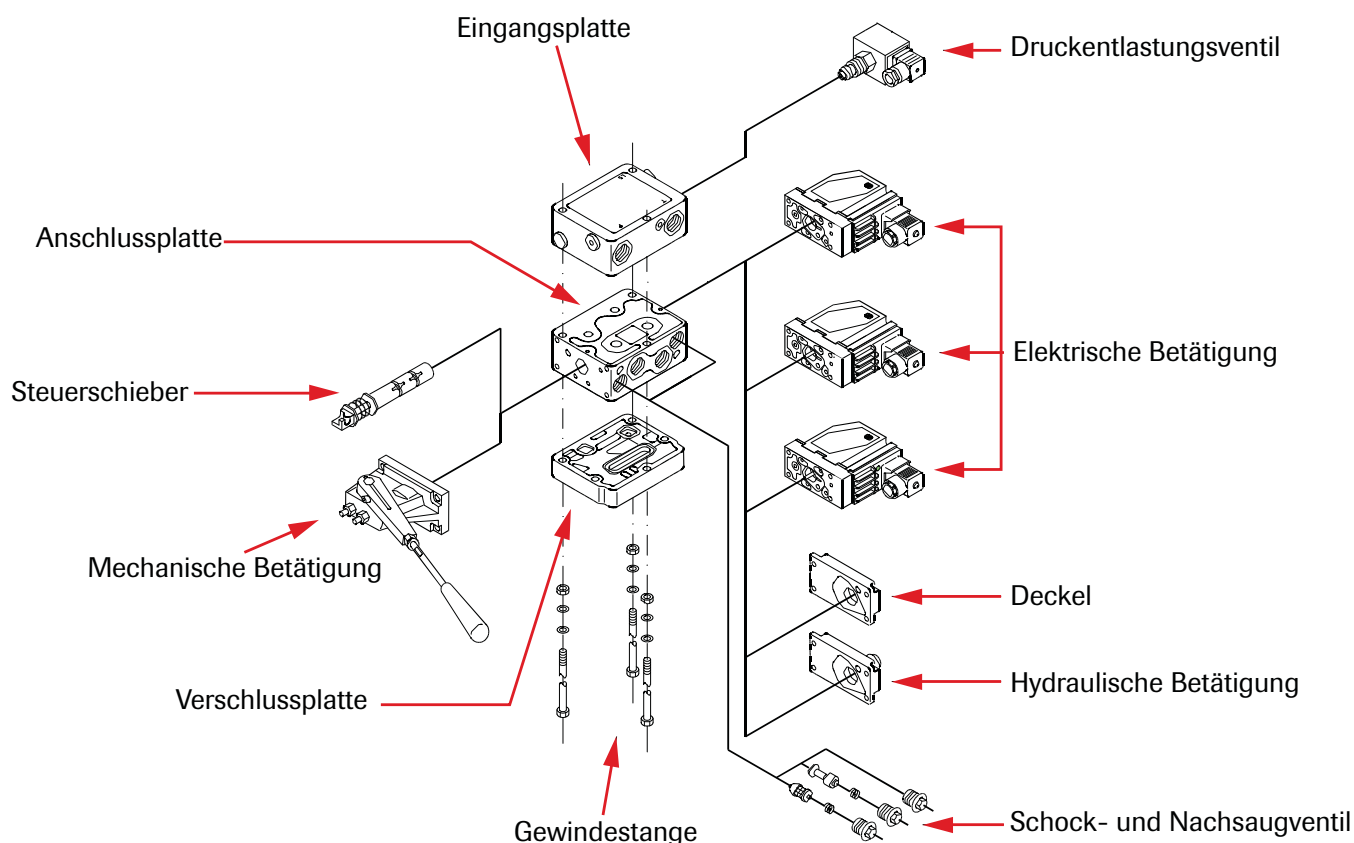 Eingangsplatte
Druckentlastungsventil
Anschlussplatte
Elektrische Betätigung
Steuerschieber
Mechanische Betätigung
Deckel
Hydraulische Betätigung
Verschlussplatte
Gewindestange
Schock- und Nachsaugventil